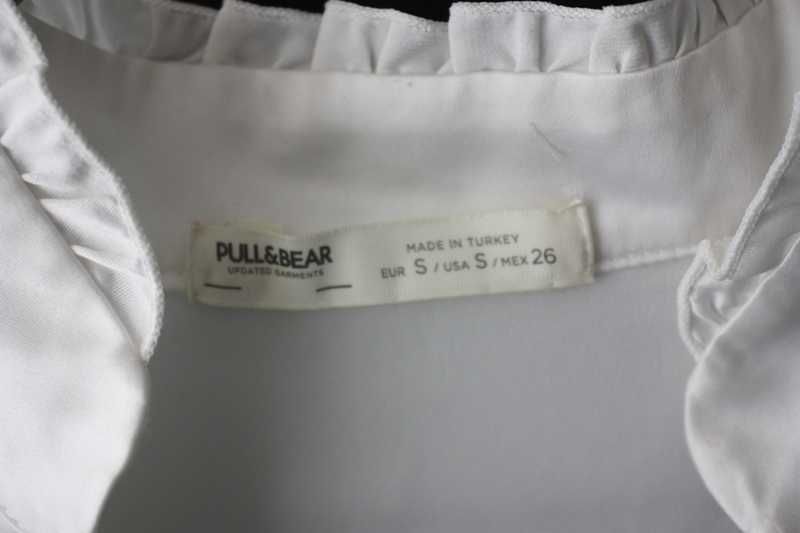 PULL&BEAR
UPDATED GARMENTS
MADE IN TURKEY
EUR S / USA S / MEX 26